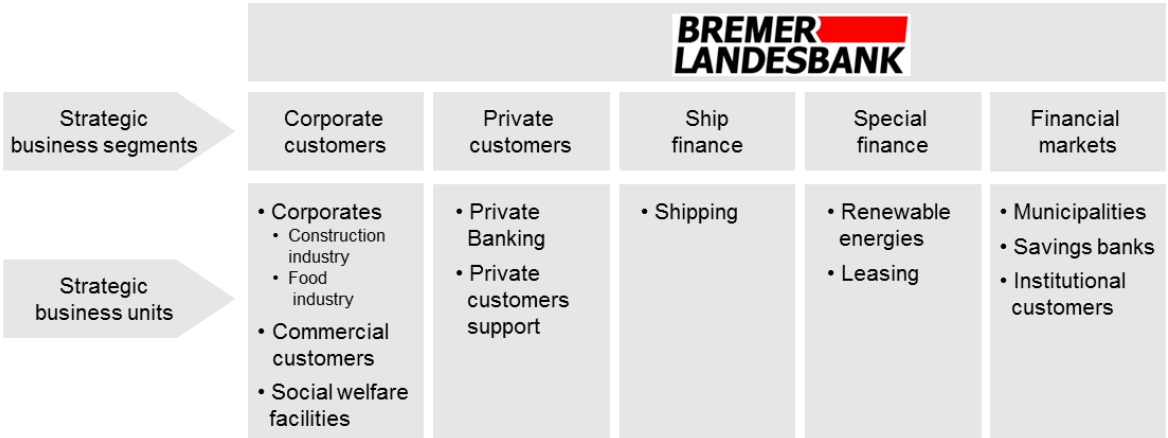 BREMER
LANDESBANK
Strategic
business segments
Corporate
customers
Private
customers
Ship
finance
Special
finance
Financial
markets
Strategic
business units
• Corporates
• Construction
industry
• Food
industry
• Commercial
customers
• Social welfare
facilities
• Private
Banking
• Private
customers
support
• Shipping
• Renewable
energies
• Leasing
• Municipalities
• Savings banks
• Institutional
customers